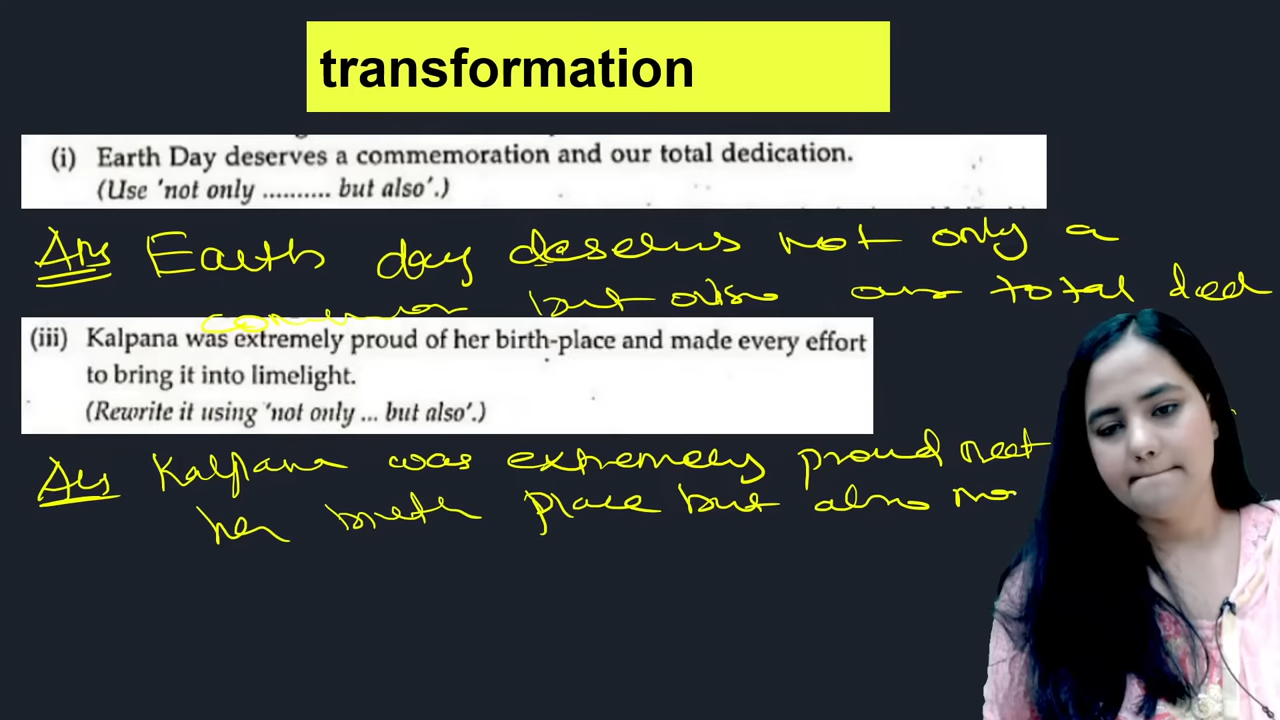 transformation
(i) Earth Day deserves a commemoration and our total dedication.
(Use 'not only .......... but also'.)
Ans Earth day deserves not only a
but also our total ded
(iii) Kalpana was extremely proud of her birth-place and made every effort
to bring it into limelight.
(Rewrite it using 'not only ... but also'.)
Ans Kalpana was extremely proud
her birth place but also